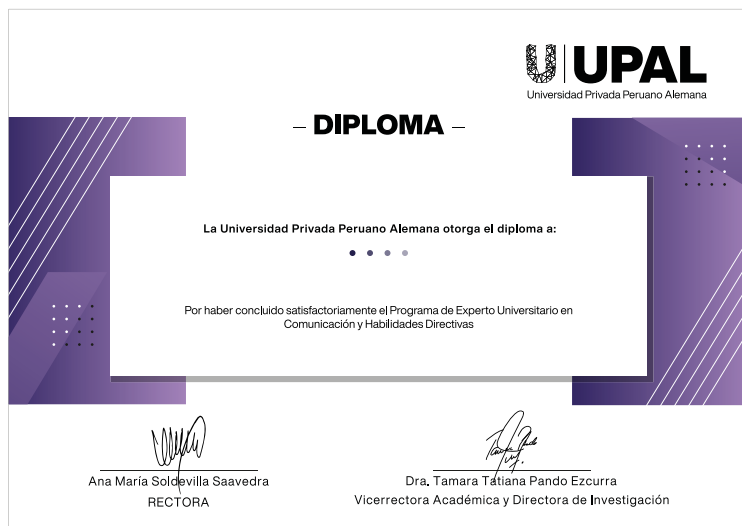 UPAL
Universidad Privada Peruano Alemana
– DIPLOMA –
La Universidad Privada Peruano Alemana otorga el diploma a:
Por haber concluido satisfactoriamente el Programa de Experto Universitario en
Comunicación y Habilidades Directivas
Ana María Soldevilla Saavedra
RECTORA
Dra. Tamara Tatiana Pando Ezcurra
Vicerrectora Académica y Directora de Investigación